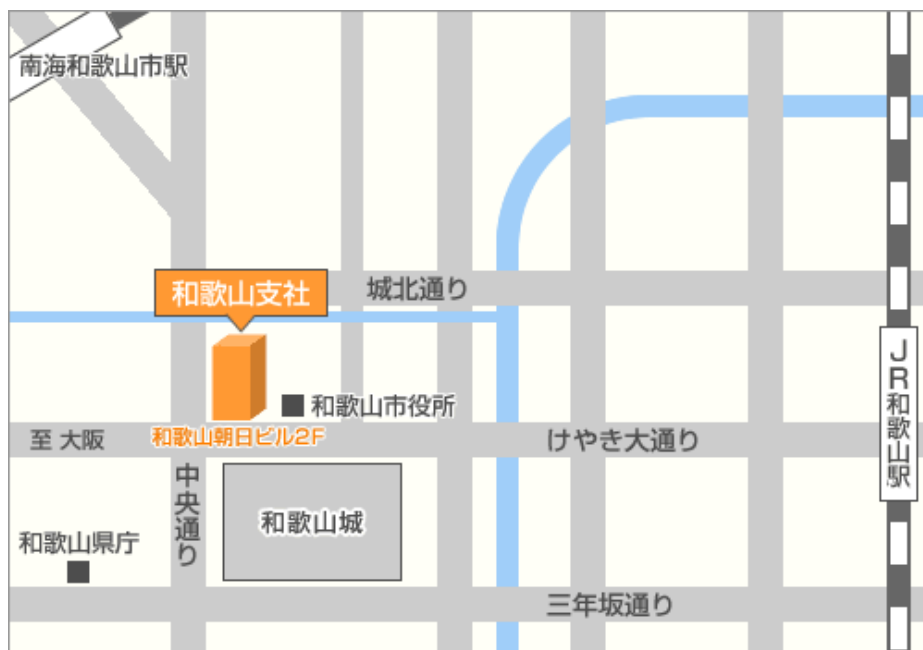 南海和歌山市駅
和歌山支社
城北通り
JR和歌山駅
和歌山市役所
至 大阪
和歌山朝日ビル2F
けやき大通り
中央通り
和歌山城
和歌山県庁
三年坂通り